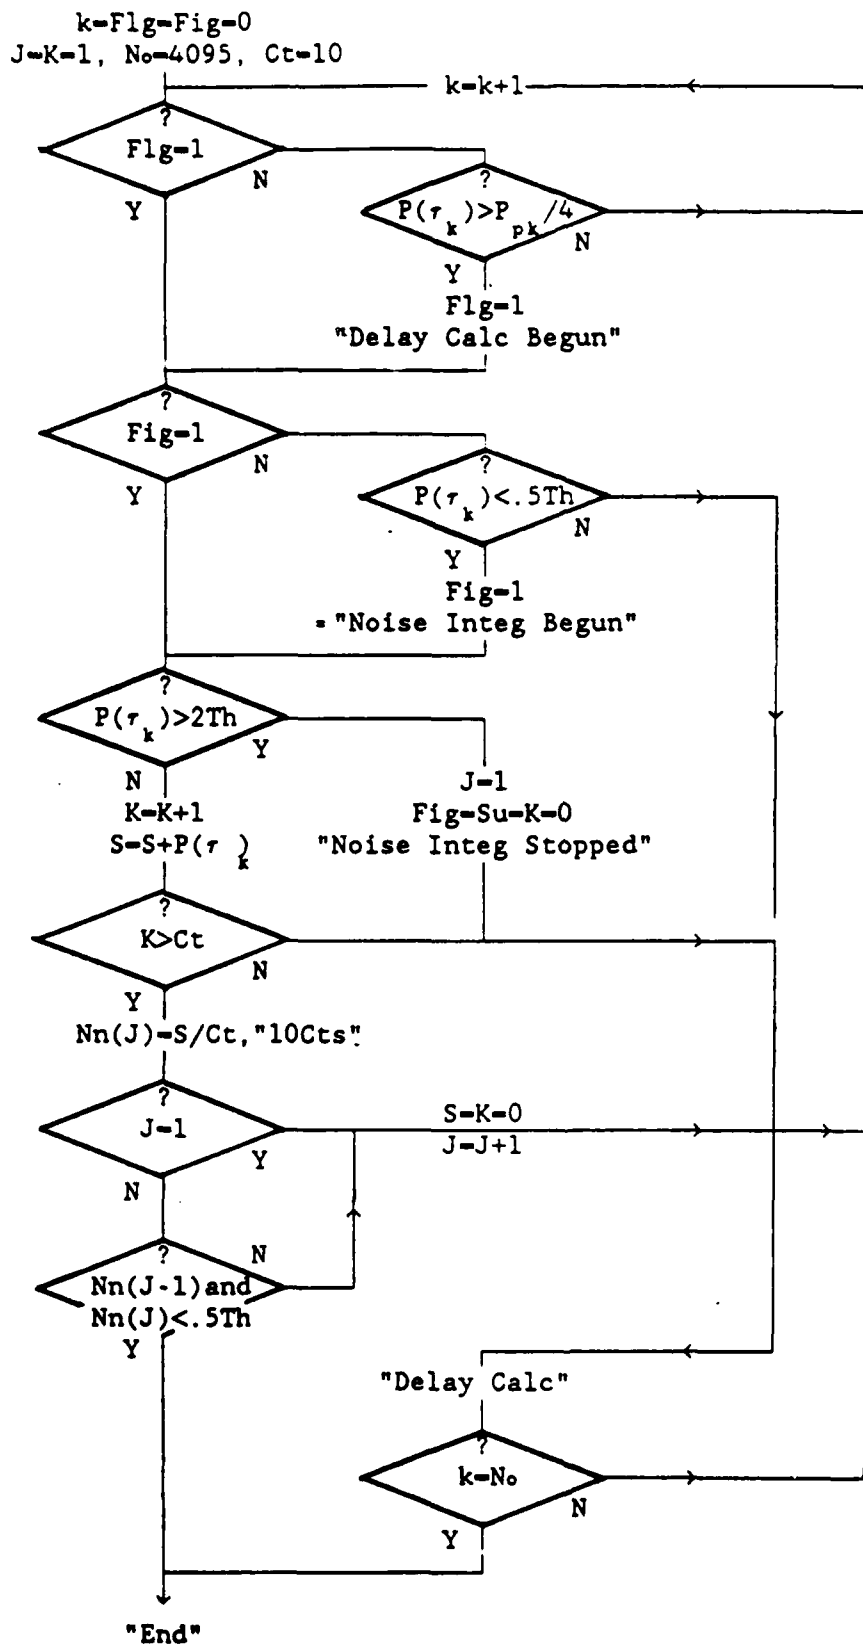 k=Flg=Fig=0
J=K=1, No=4095, Ct=10
k=k+1
?
Flg=1
N
Y
?
P(τk)>Ppk/4
N
Y
Flg=1
"Delay Calc Begun"
?
Fig=1
N
Y
?
P(τk)<.5Th
N
Y
Fig=1
="Noise Integ Begun"
?
P(τk)>2Th
Y
N
K=K+1
S=S+P(τk)
J=1
Fig=Su=K=0
"Noise Integ Stopped"
?
K>Ct
N
Y
Nn(J)=S/Ct,"10Cts"
?
J=1
Y
N
S=K=0
J=J+1
?
N
Nn(J-1)and
Nn(J)<.5Th
Y
"Delay Calc"
?
k=No
N
Y
"End"